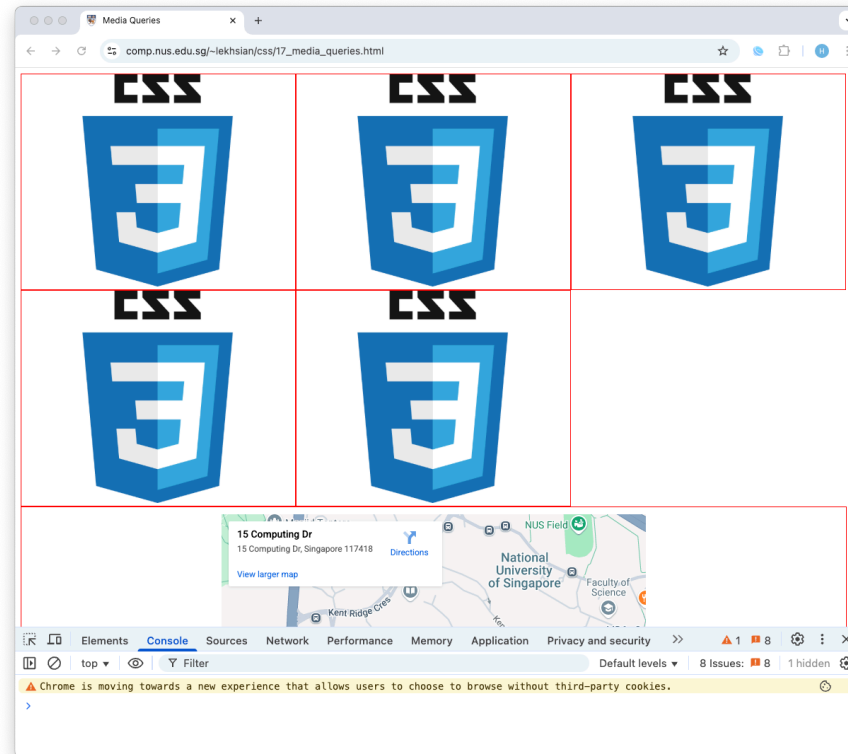 Media Queries
comp.nus.edu.sg/~lekhsian/css/17_media_queries.html
H
CSS CSS CSS
CSS CSS
15 Computing Dr
15 Computing Dr, Singapore 117418
Directions
View larger map
NUS Field
National
University
of Singapore
Faculty of
Science
Kent Ridge Cres
Elements Console Sources Network Performance Memory Application Privacy and security 1 8
top Filter Default levels 8 Issues: 8 1 hidden
Chrome is moving towards a new experience that allows users to choose to browse without third-party cookies.